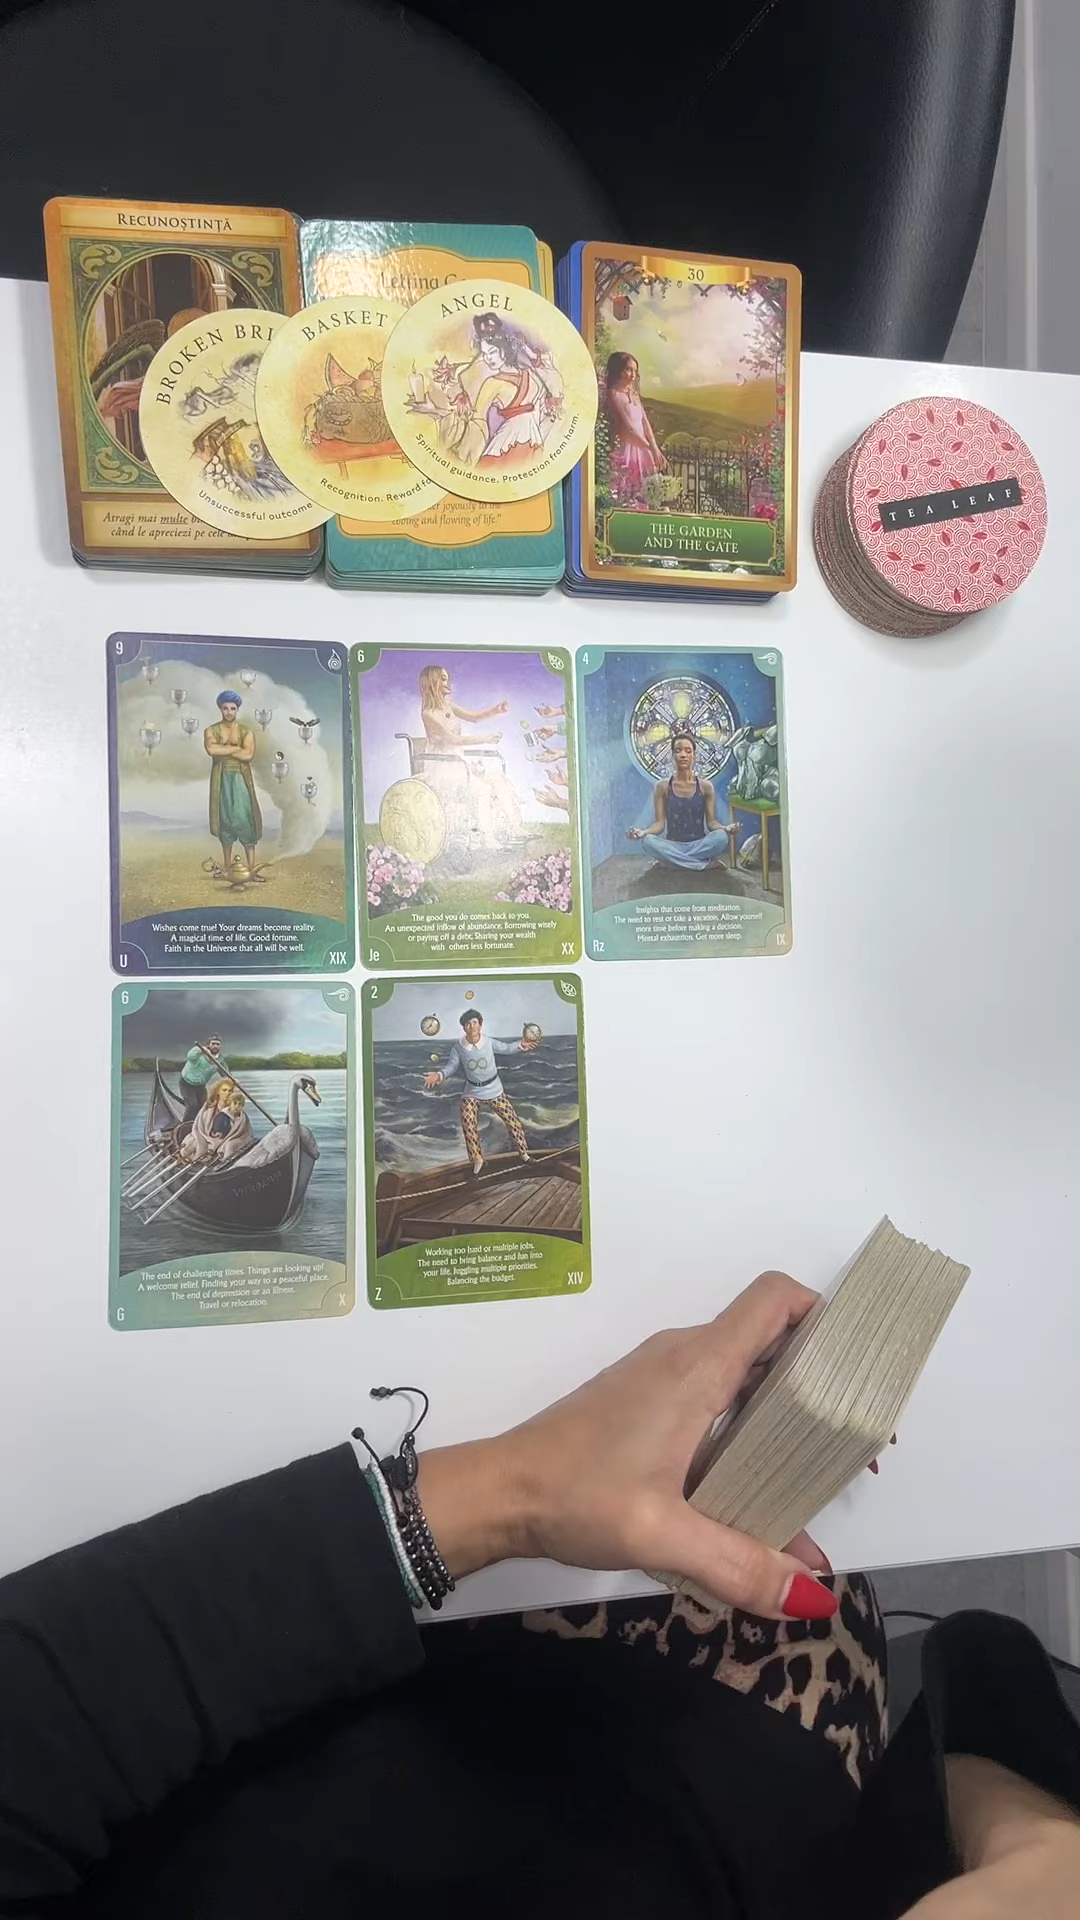 RECUNOȘTINȚĂ
Atragi mai multe
când le apreciezi pe cele
BROKEN BRI
Unsuccessful outcome
Letting
BASKET
Recognition. Reward
ANGEL
Spiritual guidance. Protection from harm.
joyously to the
and flowing of life."
30
THE GARDEN
AND THE GATE
TEA LEAF
9
Wishes come true! Your dreams become reality.
A magical time of life. Good fortune.
Faith in the Universe that all will be well.
U
XIX
6
The good you do comes back to you.
An unexpected inflow of abundance. Borrowing wisely
or paying off a debt. Sharing your wealth
with others less fortunate.
Je
XX
4
Insights that come from meditation.
The need to rest or take a vacation. Allow yourself
more time before making a decision.
Mental exhaustion. Get more sleep.
Rz
IX
6
The end of challenging times. Things are looking up!
A welcome relief. Finding your way to a peaceful place.
The end of depression or an illness.
Travel or relocation.
G
X
2
Working too hard or multiple jobs.
The need to bring balance and fun into
your life. Juggling multiple priorities.
Balancing the budget.
Z
XIV